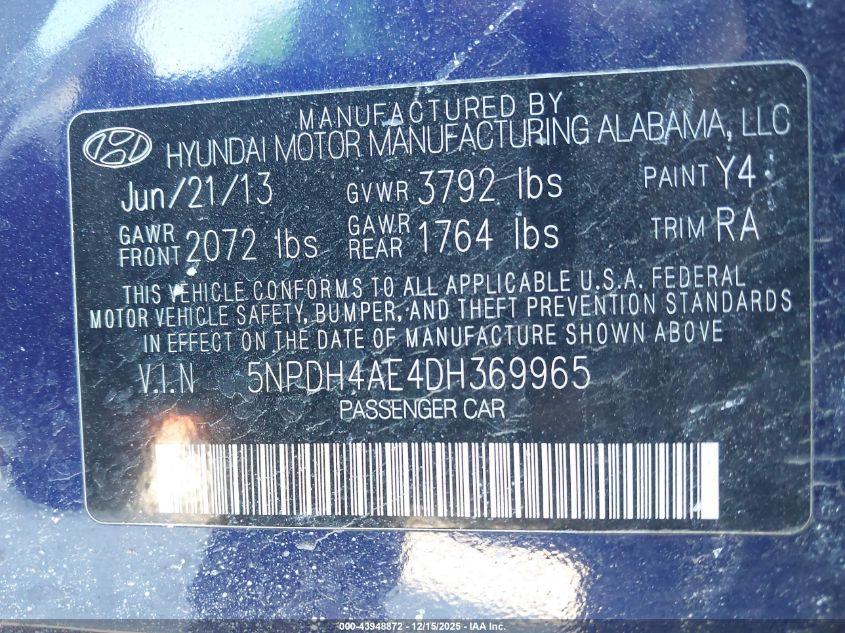 MANUFACTURED BY
HYUNDAI MOTOR MANUFACTURING ALABAMA, LLC
Jun/21/13 GVWR 3792 lbs PAINT Y4
GAWR FRONT 2072 lbs GAWR REAR 1764 lbs TRIM RA
THIS VEHICLE CONFORMS TO ALL APPLICABLE U.S.A. FEDERAL
MOTOR VEHICLE SAFETY, BUMPER, AND THEFT PREVENTION STANDARDS
IN EFFECT ON THE DATE OF MANUFACTURE SHOWN ABOVE
V.I.N 5NPDH4AE4DH369965
PASSENGER CAR
000-43948872 - 12/15/2025 - IAA Inc.